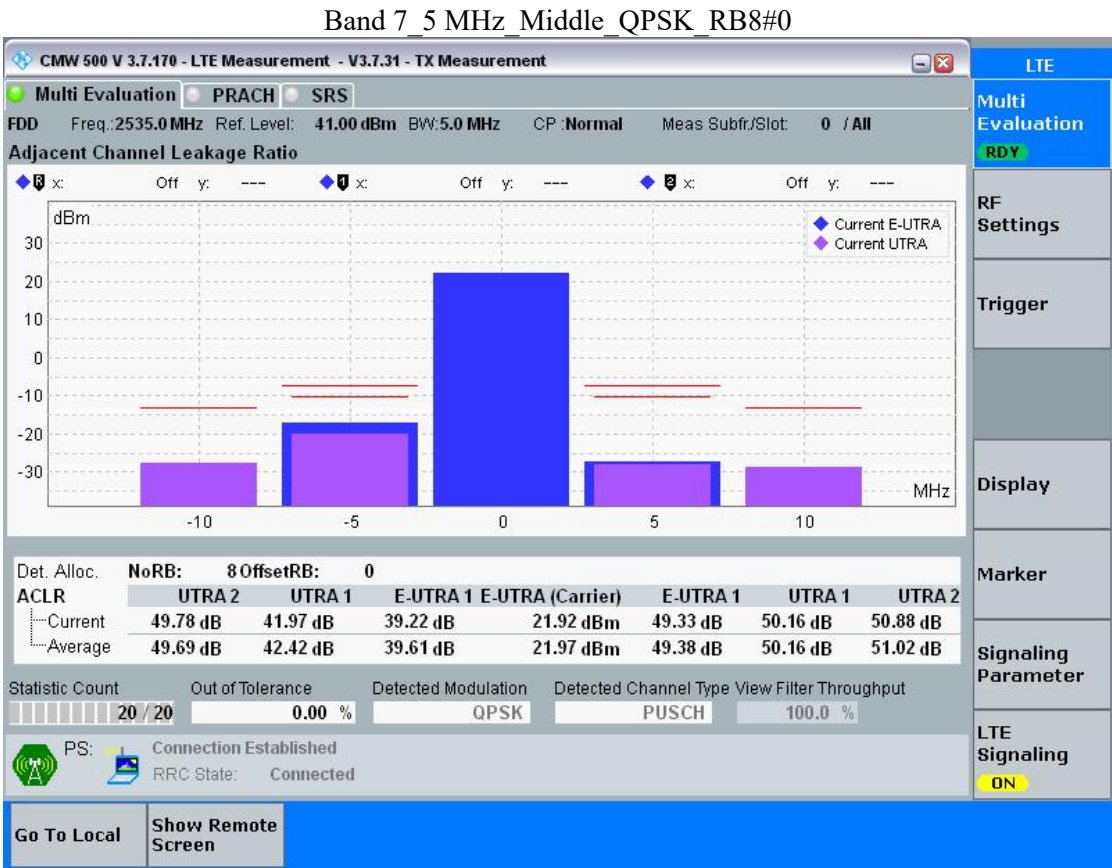 Band 7_5 MHz_Middle_QPSK_RB8#0
CMW 500 V 3.7.170 - LTE Measurement - V3.7.31 - TX Measurement
LTE
Multi Evaluation PRACH SRS
Multi
Evaluation
RDY
FDD Freq.:2535.0 MHz Ref. Level: 41.00 dBm BW:5.0 MHz CP :Normal Meas Subfr./Slot: 0 / All
Adjacent Channel Leakage Ratio
R x: Off y: --- 1 x: Off y: --- 2 x: Off y: ---
dBm
Current E-UTRA
Current UTRA
30
20
10
0
-10
-20
-30
MHz
-10 -5 0 5 10
RF
Settings
Trigger
Display
Marker
Signaling
Parameter
LTE
Signaling
ON
Det. Alloc. NoRB: 8 OffsetRB: 0
ACLR UTRA 2 UTRA 1 E-UTRA 1 E-UTRA (Carrier) E-UTRA 1 UTRA 1 UTRA 2
Current 49.78 dB 41.97 dB 39.22 dB 21.92 dBm 49.33 dB 50.16 dB 50.88 dB
Average 49.69 dB 42.42 dB 39.61 dB 21.97 dBm 49.38 dB 50.16 dB 51.02 dB
Statistic Count Out of Tolerance Detected Modulation Detected Channel Type View Filter Throughput
20 / 20 0.00 % QPSK PUSCH 100.0 %
PS: Connection Established
RRC State: Connected
Go To Local
Show Remote
Screen